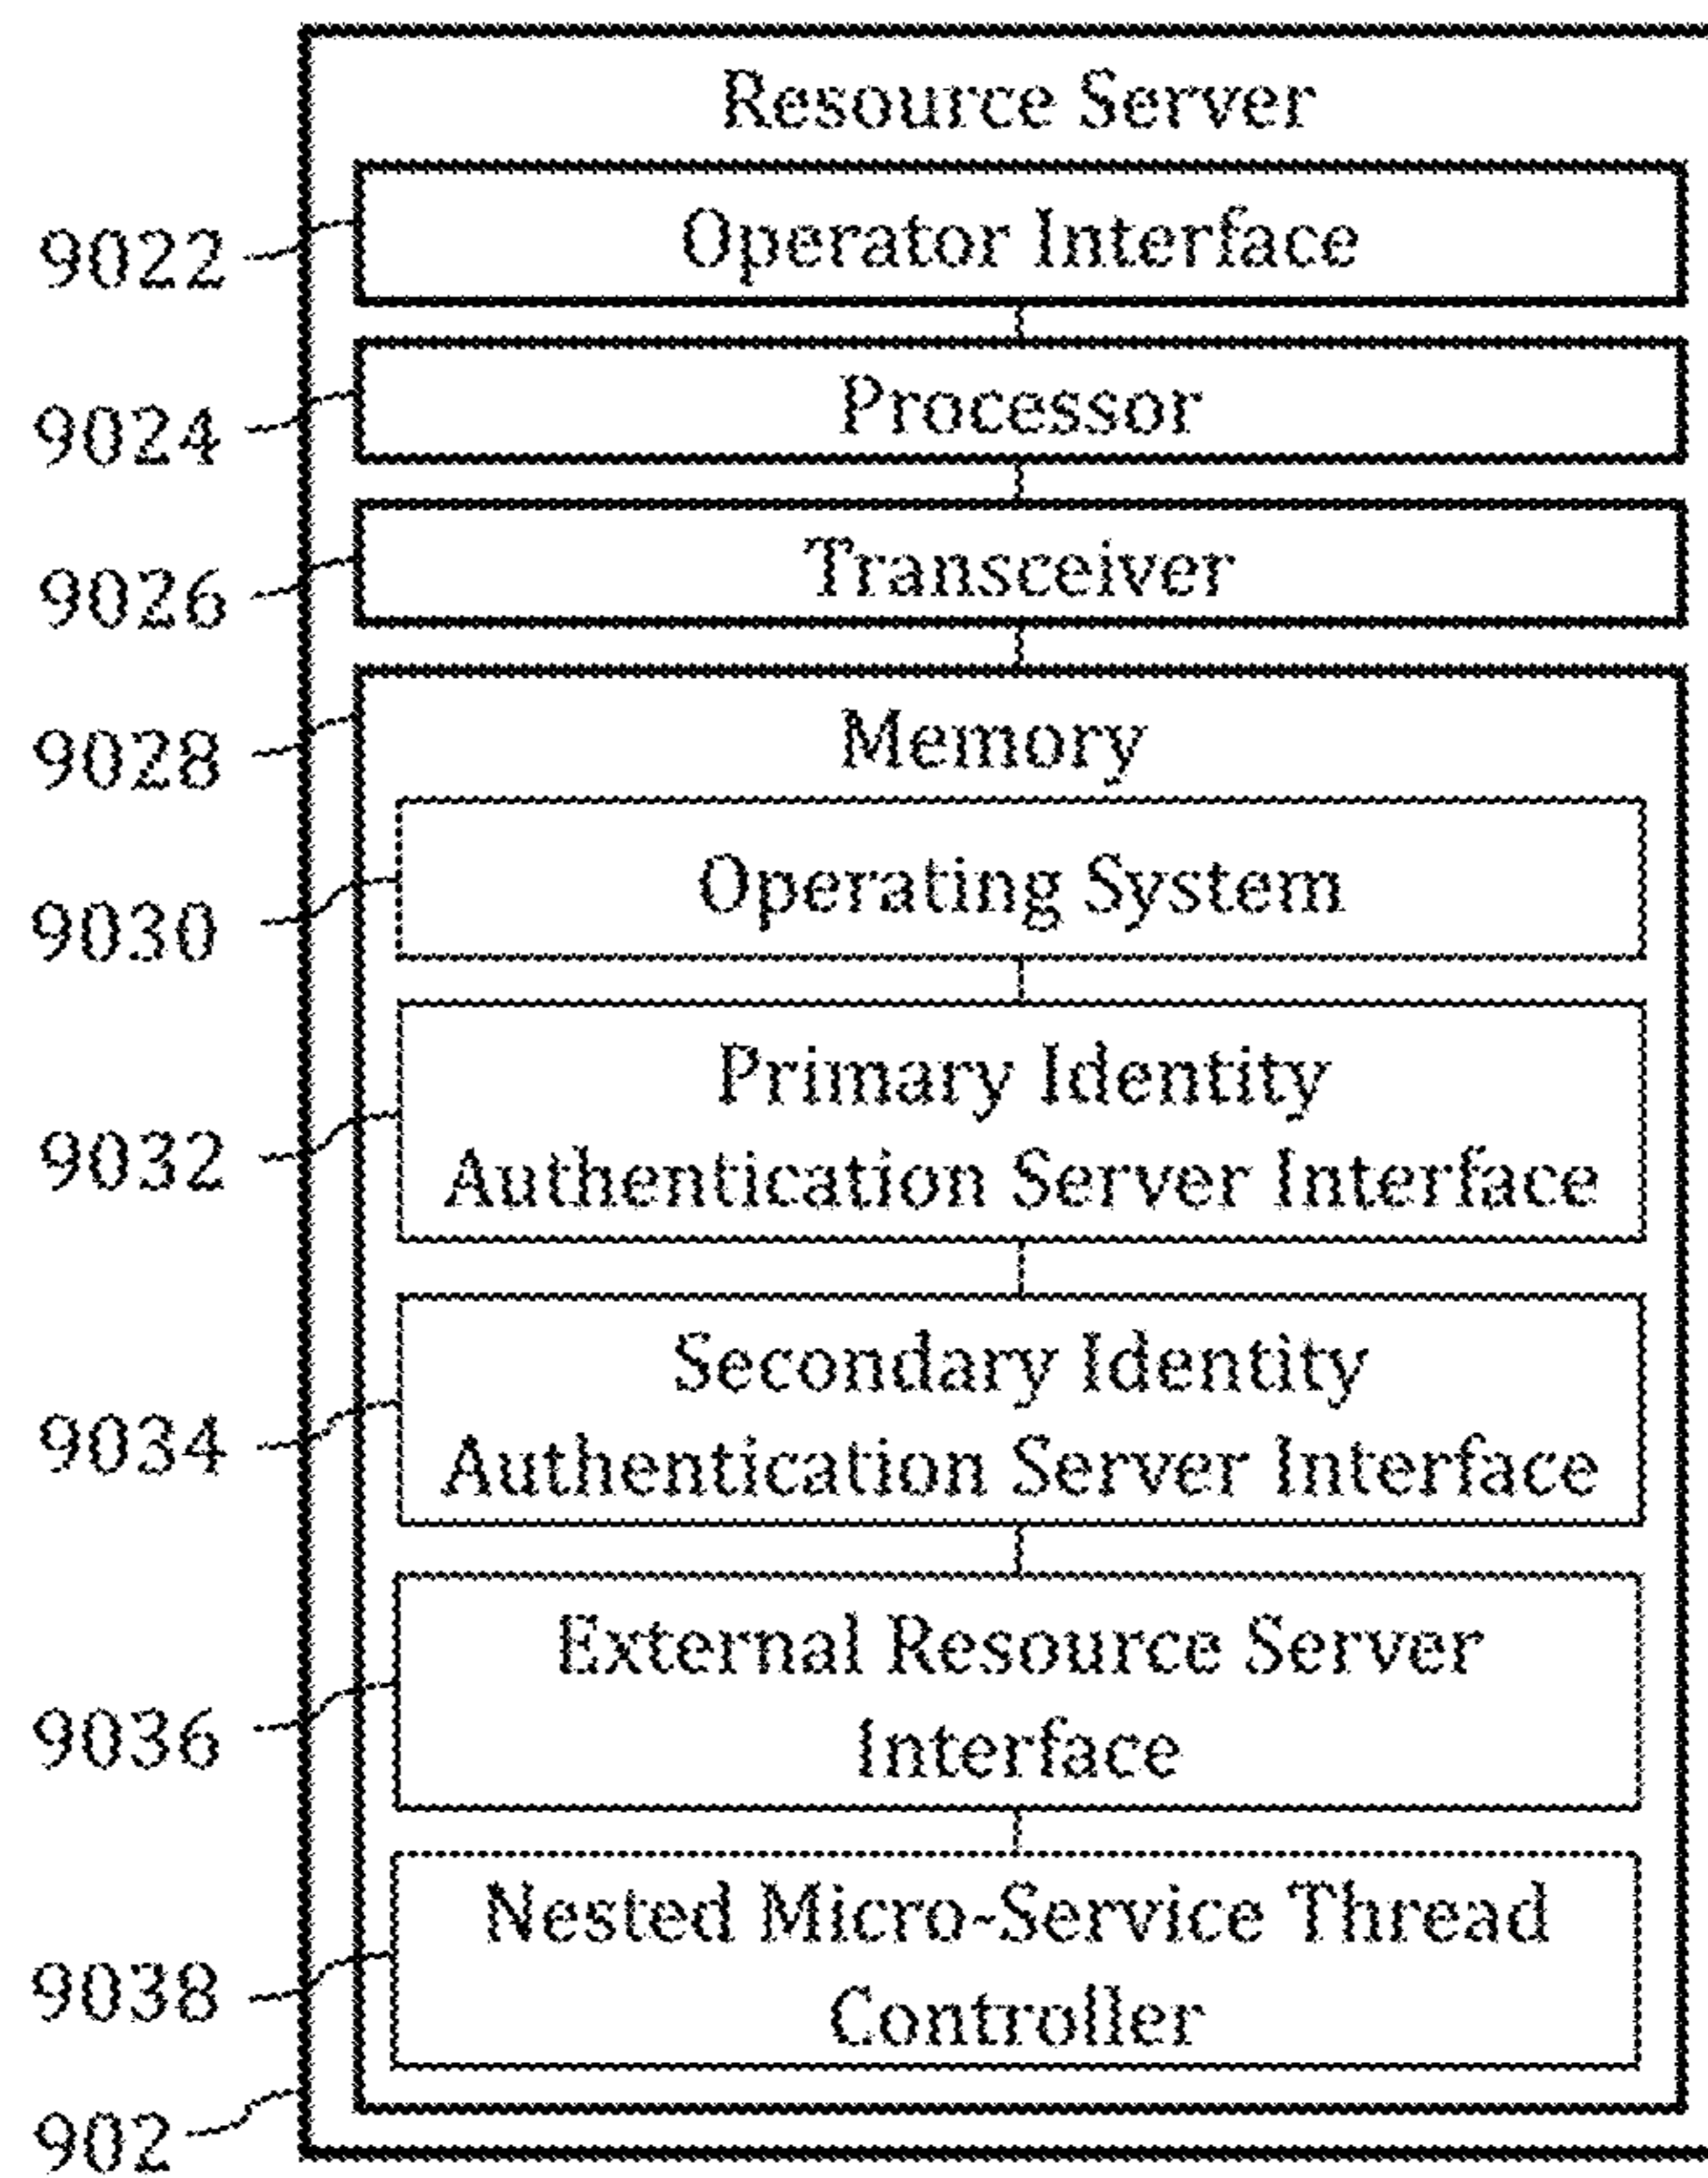 Resource Server
9022
Operator Interface
9024
Processor
9026
Transceiver
9028
Memory
9030
Operating System
9032
Primary Identity
Authentication Server Interface
9034
Secondary Identity
Authentication Server Interface
9036
External Resource Server
Interface
9038
Nested Micro-Service Thread
Controller
902